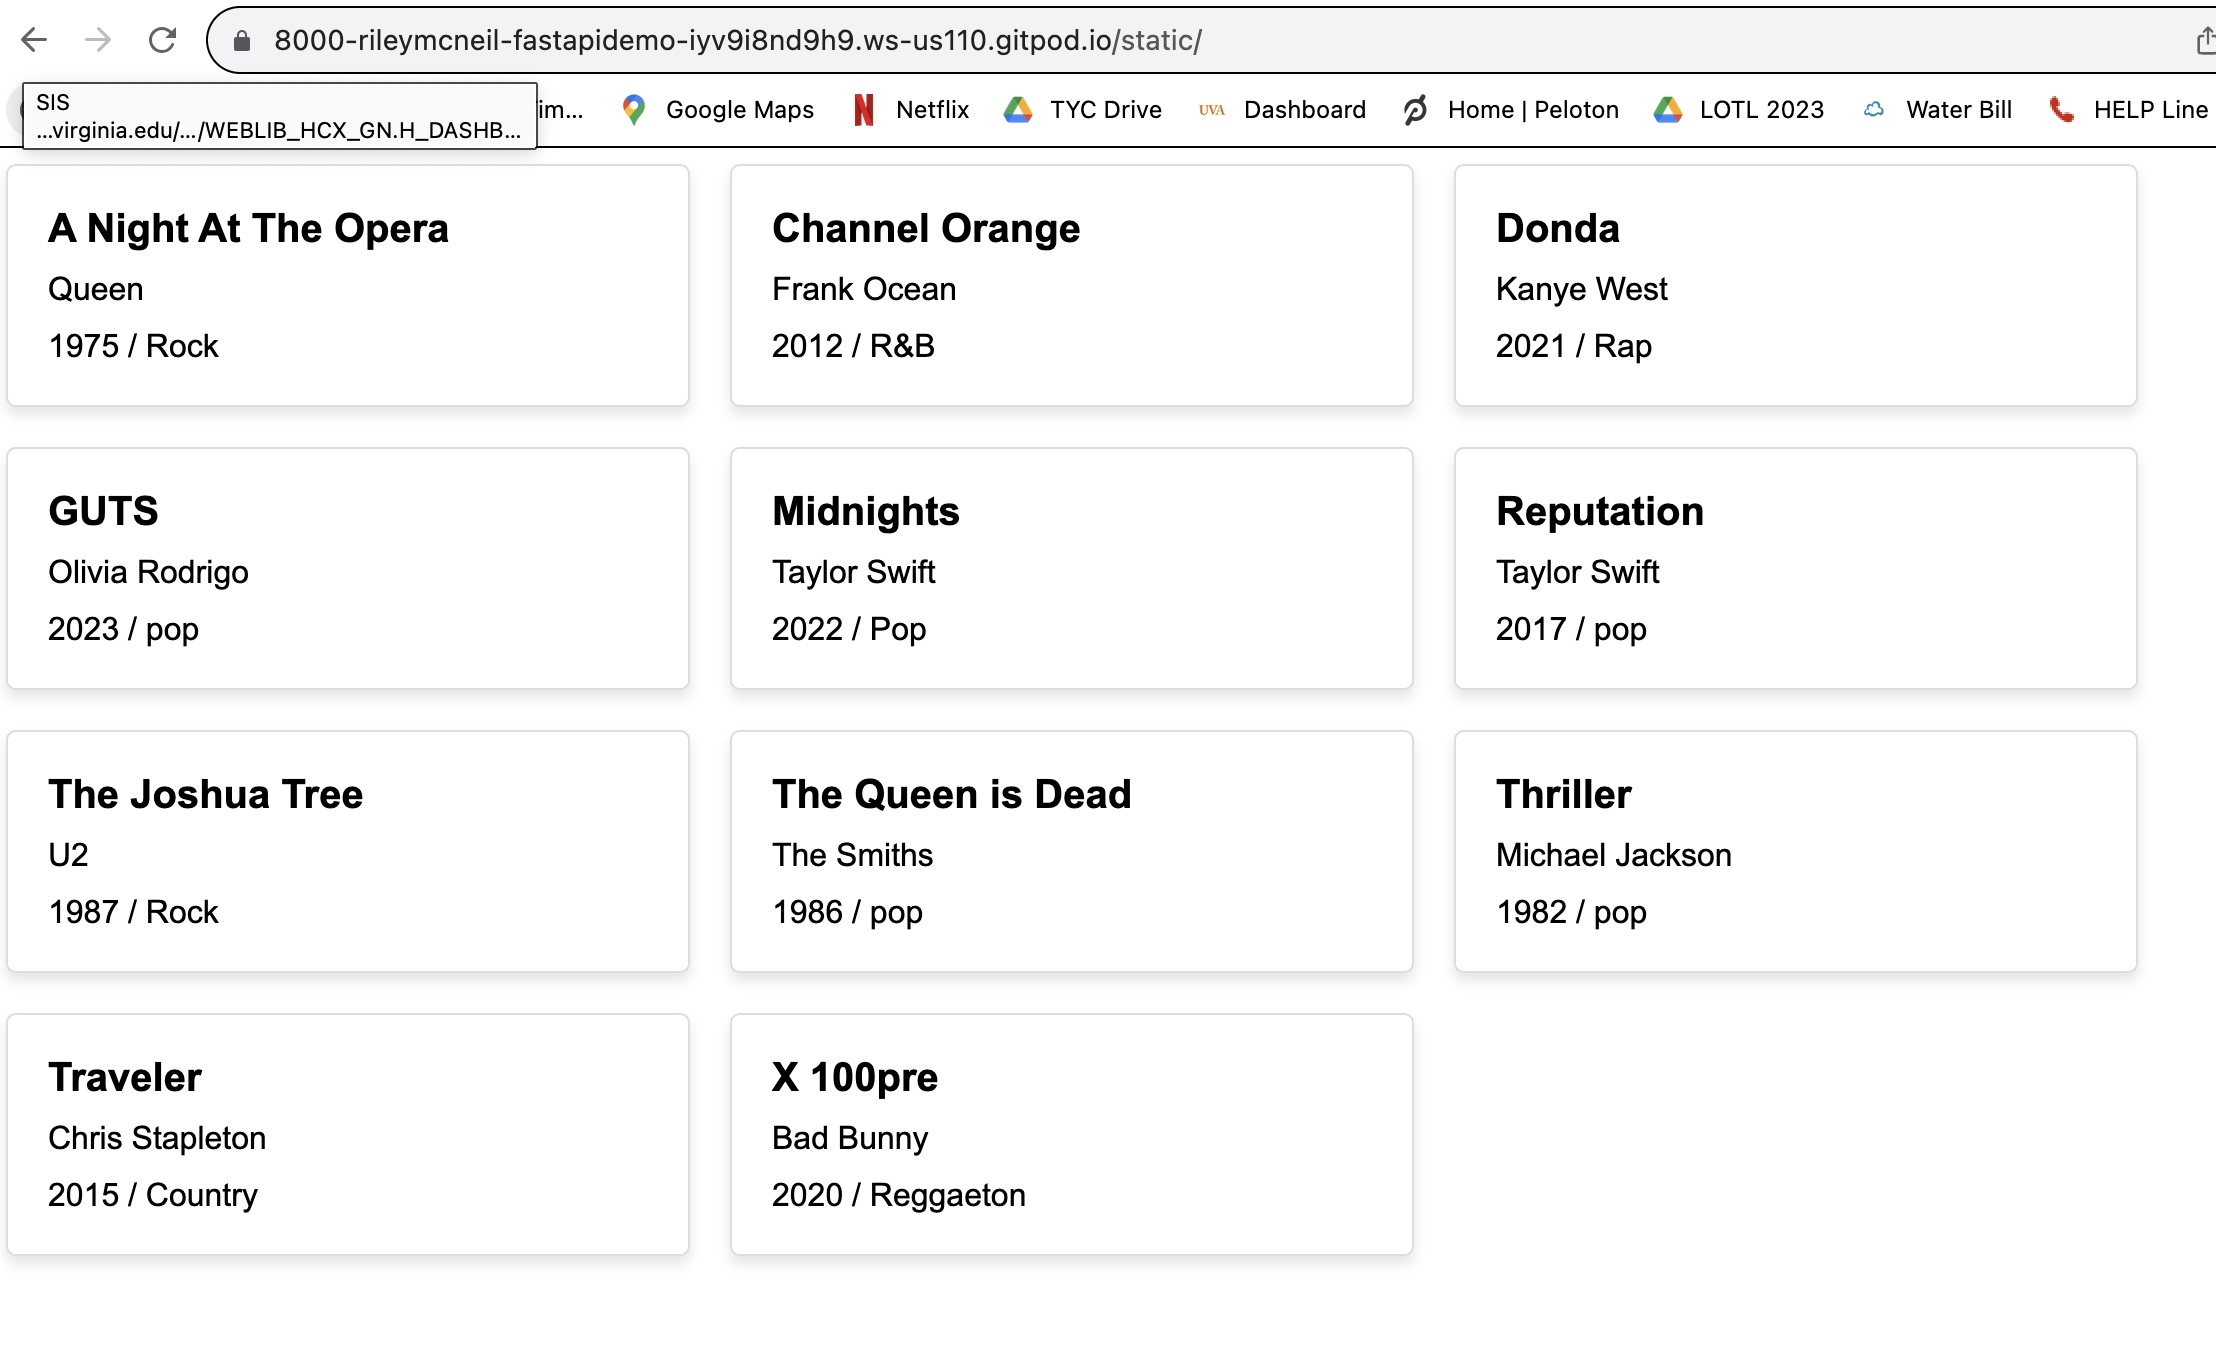 8000-rileymcneil-fastapidemo-iyv9i8nd9h9.ws-us110.gitpod.io/static/
SIS
...virginia.edu/.../WEBLIB_HCX_GN.H_DASHB...
im... Google Maps Netflix TYC Drive UVA Dashboard Home | Peloton LOTL 2023 Water Bill HELP Line
A Night At The Opera
Queen
1975 / Rock
Channel Orange
Frank Ocean
2012 / R&B
Donda
Kanye West
2021 / Rap
GUTS
Olivia Rodrigo
2023 / pop
Midnights
Taylor Swift
2022 / Pop
Reputation
Taylor Swift
2017 / pop
The Joshua Tree
U2
1987 / Rock
The Queen is Dead
The Smiths
1986 / pop
Thriller
Michael Jackson
1982 / pop
Traveler
Chris Stapleton
2015 / Country
X 100pre
Bad Bunny
2020 / Reggaeton